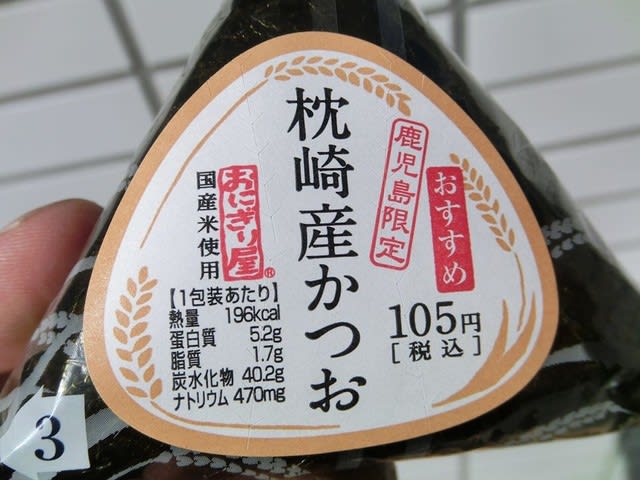 おすすめ
鹿児島限定
枕崎産かつお
105円
[税込]
おにぎり屋®
国産米使用
【1包装あたり】
熱量 196kcal
蛋白質 5.2g
脂質 1.7g
炭水化物 40.2g
ナトリウム 470mg
3